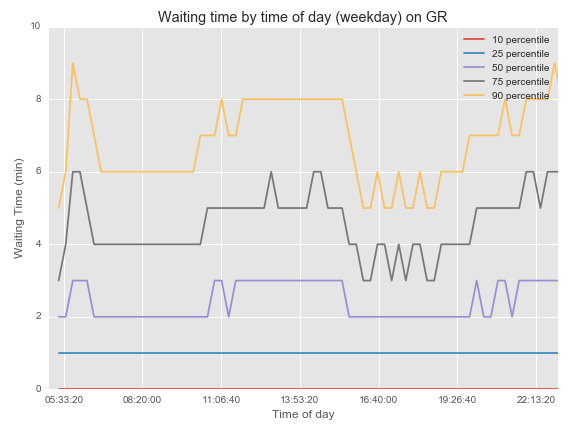 Waiting time by time of day (weekday) on GR
10 percentile
25 percentile
50 percentile
75 percentile
90 percentile
Waiting Time (min)
10
8
6
4
2
0
05:33:20 08:20:00 11:06:40 13:53:20 16:40:00 19:26:40 22:13:20
Time of day